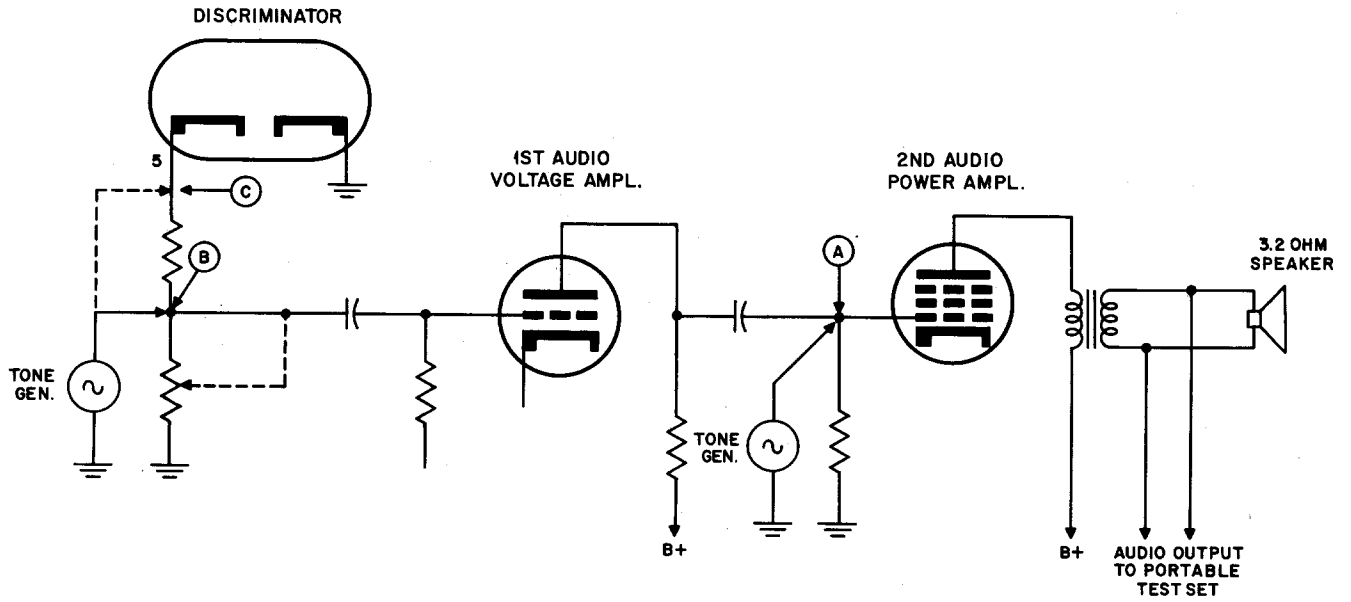 DISCRIMINATOR
5
C
B
TONE
GEN.
1ST AUDIO
VOLTAGE AMPL.
B+
TONE
GEN.
A
2ND AUDIO
POWER AMPL.
3.2 OHM
SPEAKER
B+
AUDIO OUTPUT
TO PORTABLE
TEST SET